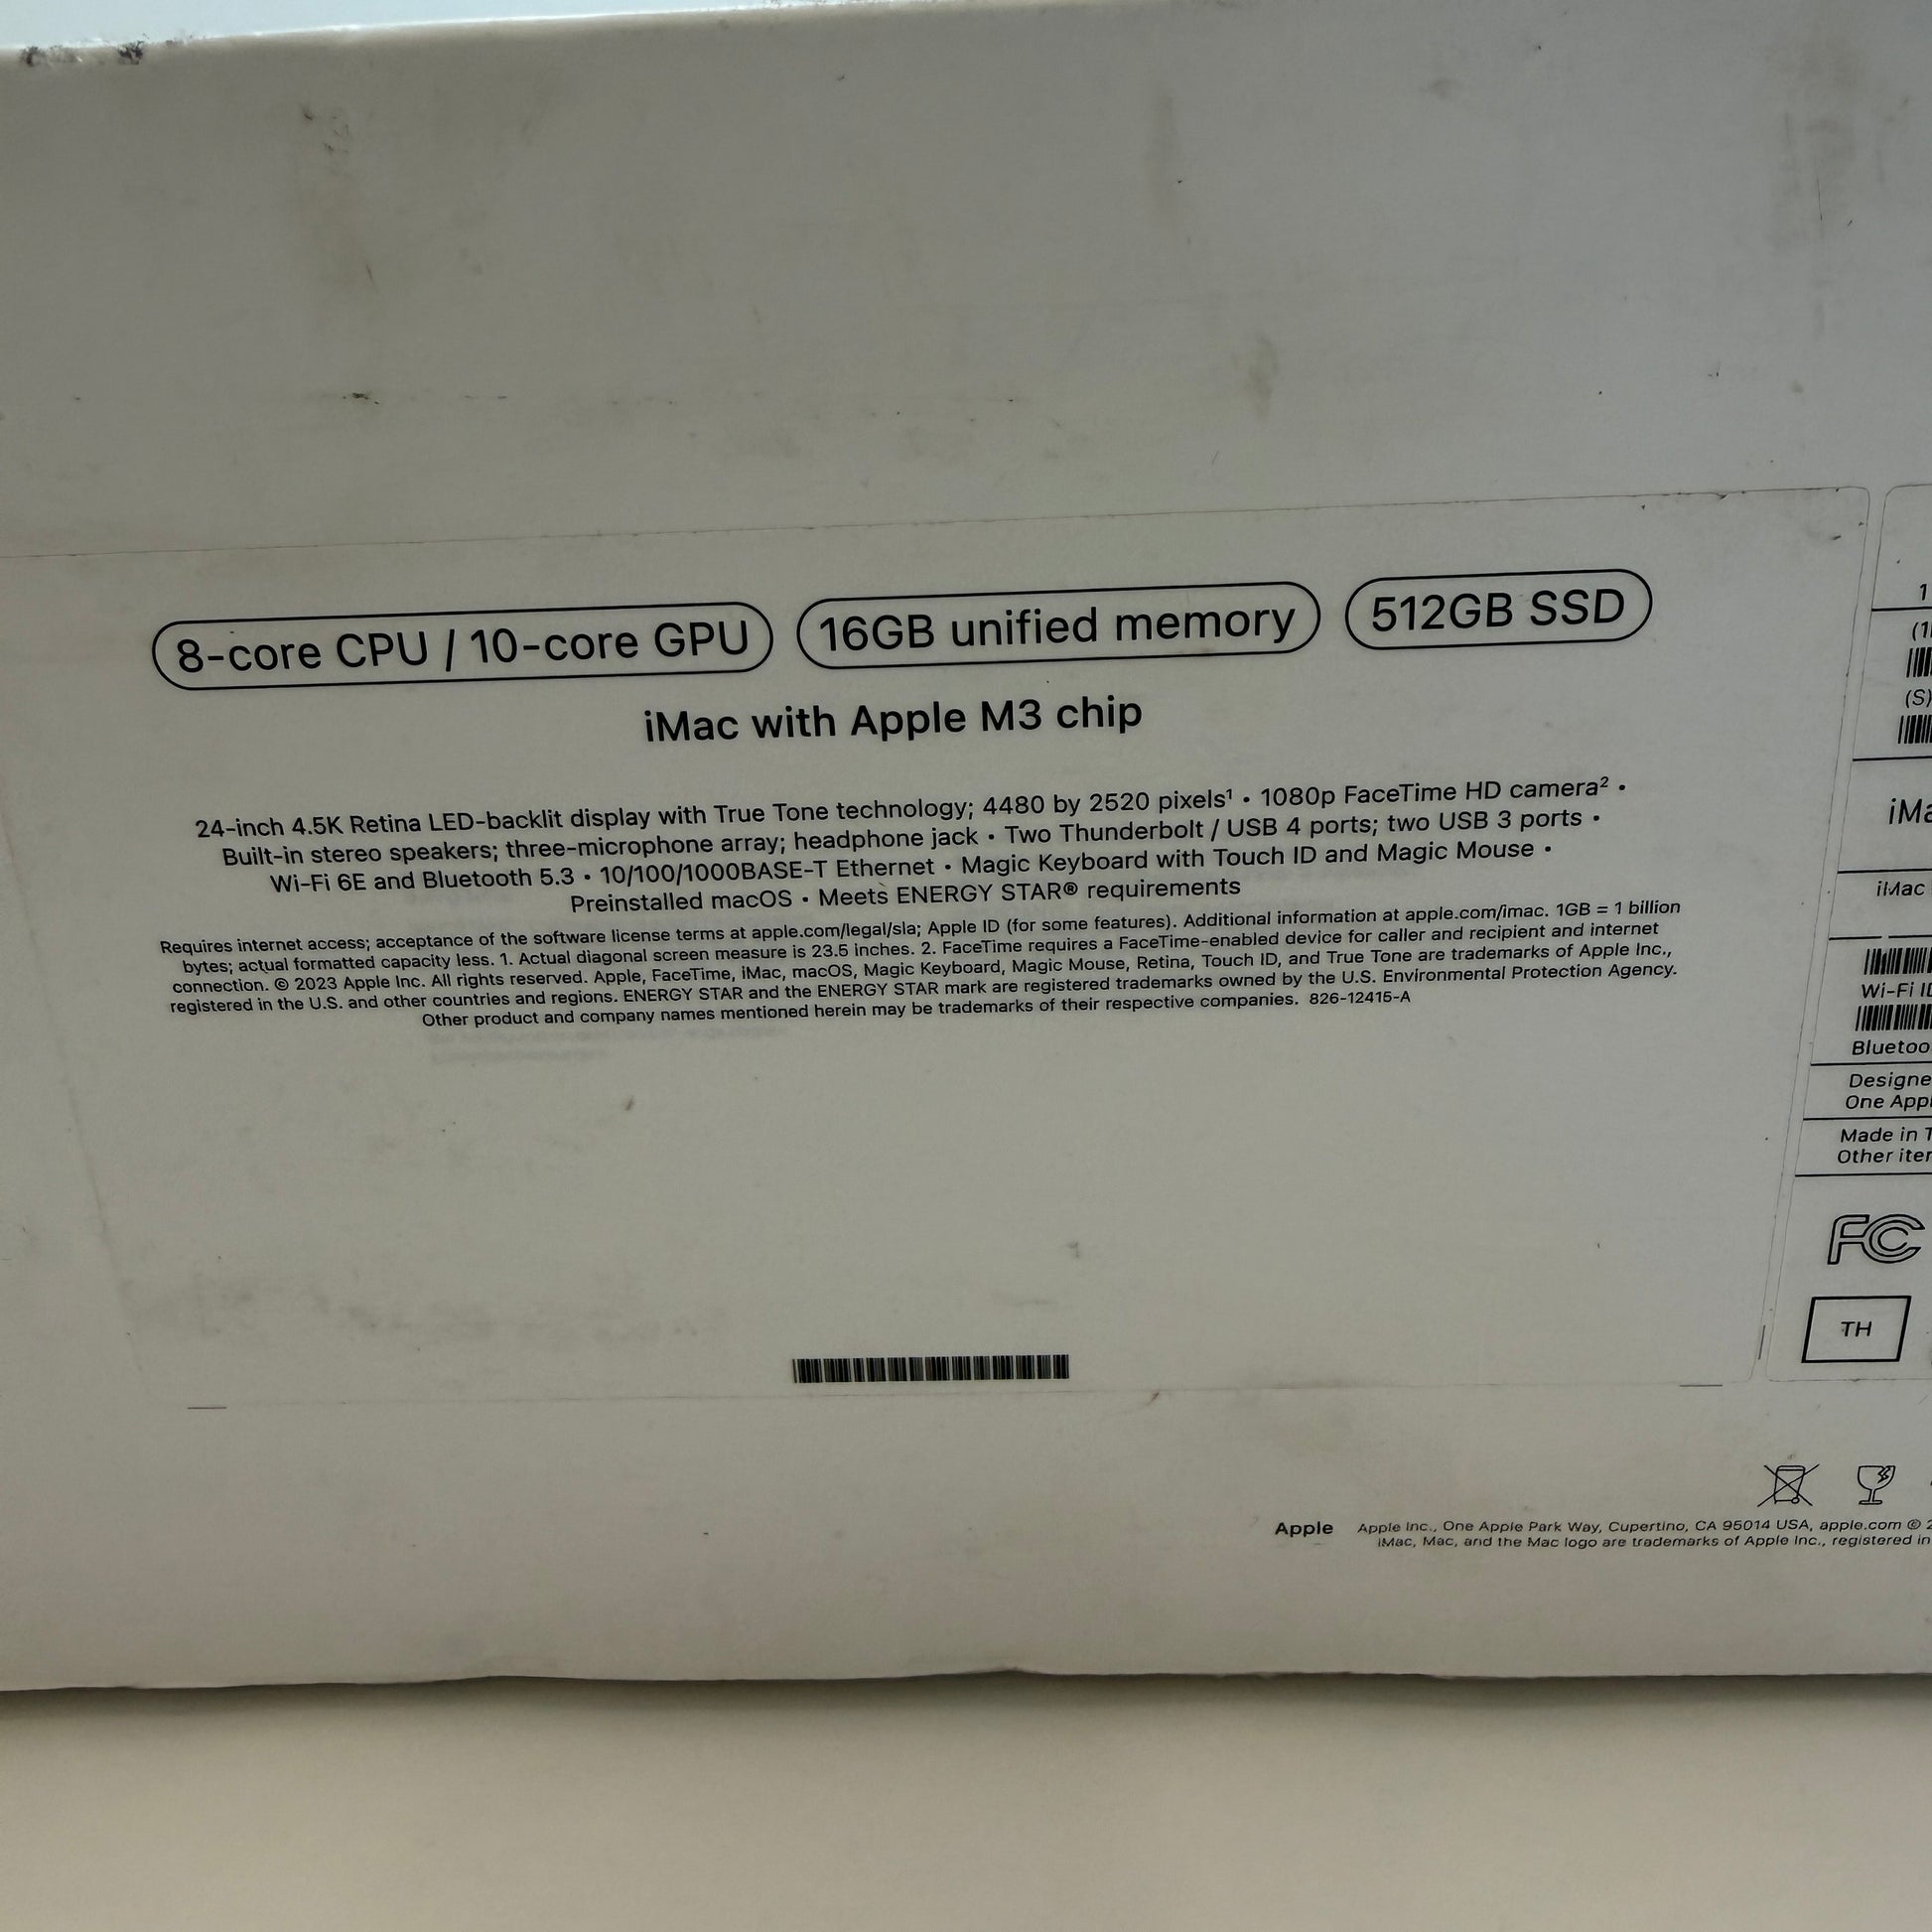 8-core CPU / 10-core GPU 16GB unified memory 512GB SSD
iMac with Apple M3 chip
24-inch 4.5K Retina LED-backlit display with True Tone technology; 4480 by 2520 pixels¹ • 1080p FaceTime HD camera² •
Built-in stereo speakers; three-microphone array; headphone jack • Two Thunderbolt / USB 4 ports; two USB 3 ports •
Wi-Fi 6E and Bluetooth 5.3 • 10/100/1000BASE-T Ethernet • Magic Keyboard with Touch ID and Magic Mouse •
Preinstalled macOS • Meets ENERGY STAR® requirements
Requires internet access; acceptance of the software license terms at apple.com/legal/sla; Apple ID (for some features). Additional information at apple.com/imac. 1GB = 1 billion
bytes; actual formatted capacity less. 1. Actual diagonal screen measure is 23.5 inches. 2. FaceTime requires a FaceTime-enabled device for caller and recipient and internet
connection. © 2023 Apple Inc. All rights reserved. Apple, FaceTime, iMac, macOS, Magic Keyboard, Magic Mouse, Retina, Touch ID, and True Tone are trademarks of Apple Inc.,
registered in the U.S. and other countries and regions. ENERGY STAR and the ENERGY STAR mark are registered trademarks owned by the U.S. Environmental Protection Agency.
Other product and company names mentioned herein may be trademarks of their respective companies. 826-12415-A
1
(S)
iMac
Wi-Fi
One
Made in
Other
FC
TH
Apple Apple Inc., One Apple Park Way, Cupertino, CA 95014 USA, apple.com ©
iMac, Mac, and the Mac logo are trademarks of Apple Inc., registered in